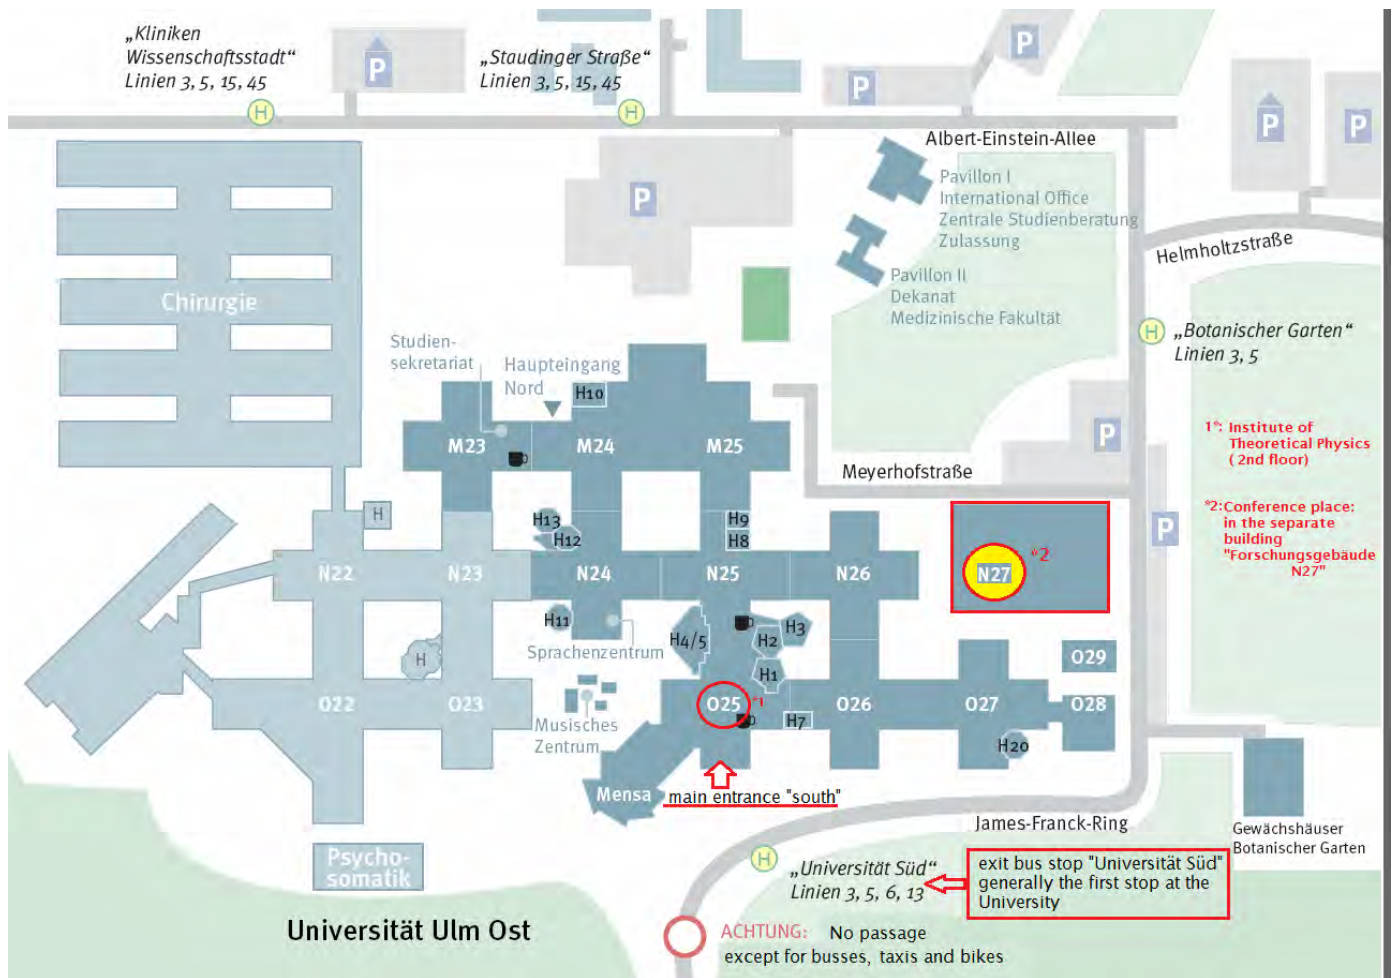 „Kliniken
Wissenschaftsstadt“
Linien 3, 5, 15, 45
H
P
„Staudinger Straße“
Linien 3, 5, 15, 45
H
P
P
P
P
Albert-Einstein-Allee
P
Pavillon I
International Office
Zentrale Studienberatung
Zulassung
Helmholtzstraße
Pavillon II
Dekanat
Medizinische Fakultät
Chirurgie
H
„Botanischer Garten“
Linien 3, 5
Studien-
sekretariat
Haupteingang
Nord
H10
M23
M24
M25
P
Meyerhofstraße
1*: Institute of
Theoretical Physics
( 2nd floor)
*2:Conference place:
in the separate
building
"Forschungsgebäude
N27"
H
H13
H12
H9
H8
P
N22
N23
N24
N25
N26
N27
*2
H11
H4/5
H3
H2
H1
Sprachenzentrum
H
O29
O22
O23
O25
*1
H7
O26
O27
O28
H20
Musisches
Zentrum
Mensa
main entrance "south"
James-Franck-Ring
Gewächshäuser
Botanischer Garten
Psycho-
somatik
H
„Universität Süd“
Linien 3, 5, 6, 13
exit bus stop "Universität Süd"
generally the first stop at the
University
Universität Ulm Ost
ACHTUNG: No passage
except for busses, taxis and bikes